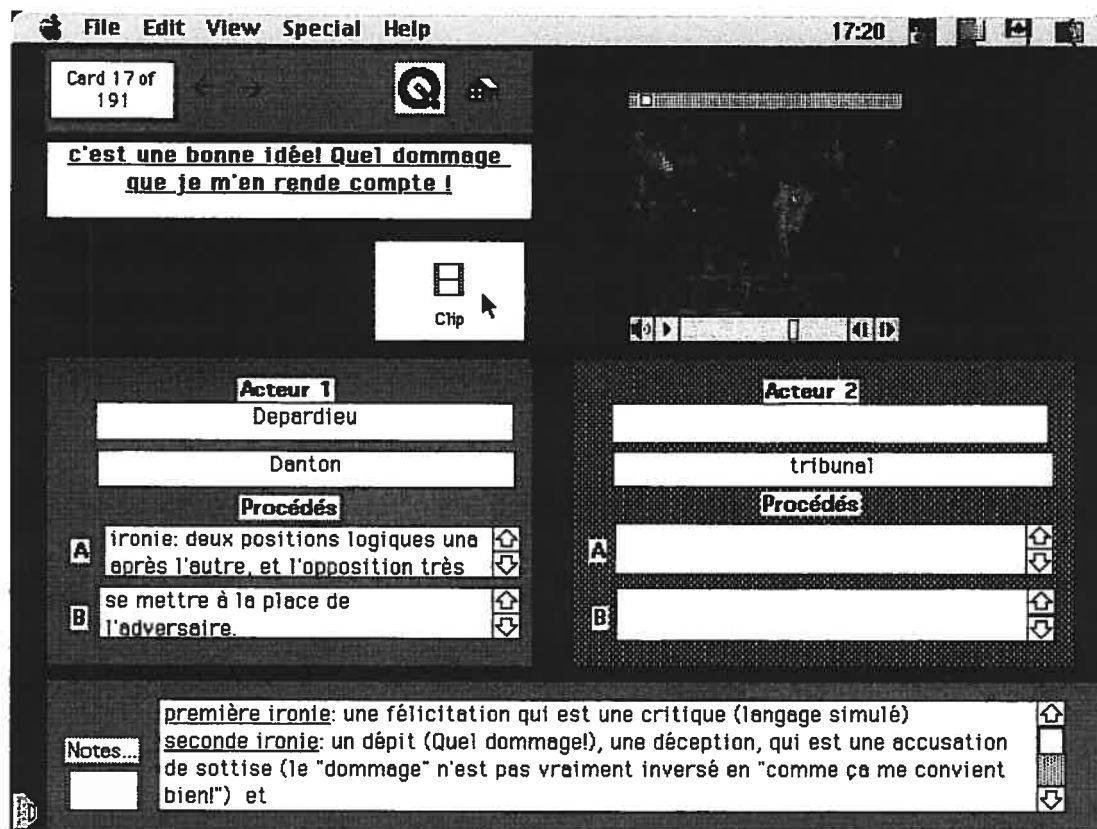 File Edit View Special Help 17:20
Card 17 of
191
c'est une bonne idée! Quel dommage
que je m'en rende compte !
Clip
Acteur 1
Depardieu
Danton
Procédés
A
ironie: deux positions logiques una
après l'autre, et l'opposition très
B
se mettre à la place de
l'adversaire.
Acteur 2
tribunal
Procédés
A
B
Notes...
première ironie: une félicitation qui est une critique (langage simulé)
seconde ironie: un dépit (Quel dommage!), une déception, qui est une accusation
de sottise (le "dommage" n'est pas vraiment inversé en "comme ça me convient
bien!") et